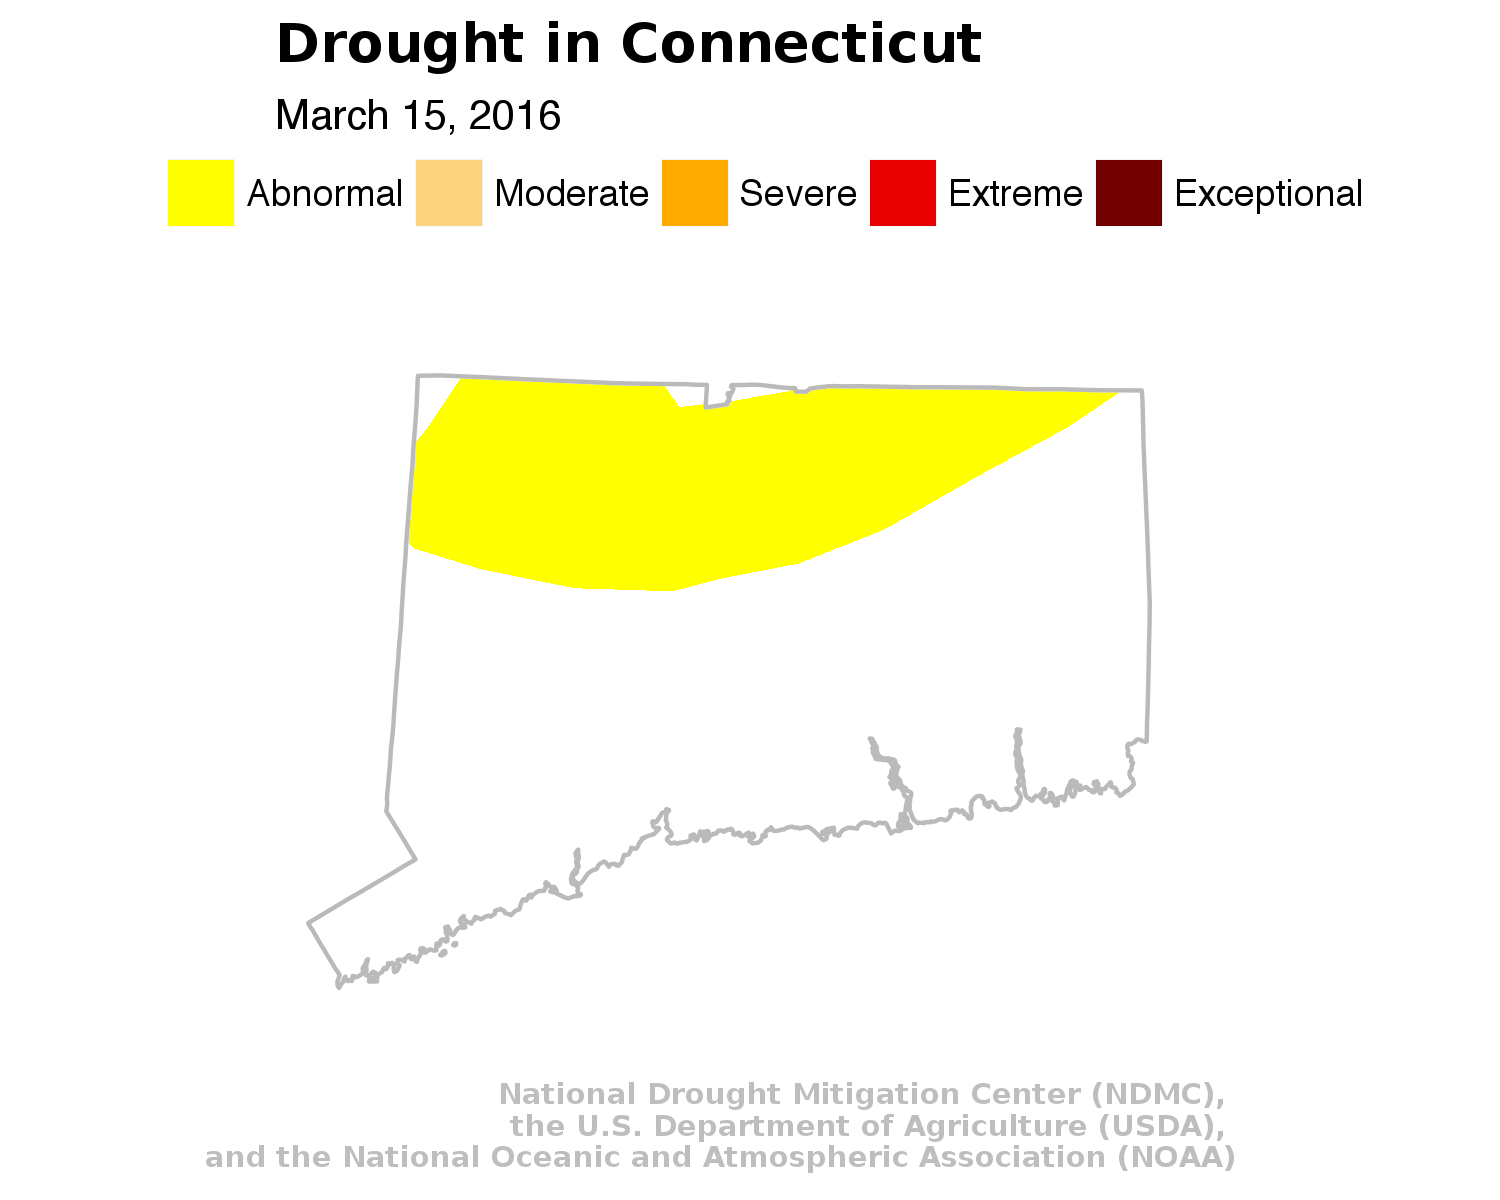 Drought in Connecticut
March 15, 2016
Abnormal Moderate Severe Extreme Exceptional
National Drought Mitigation Center (NDMC),
the U.S. Department of Agriculture (USDA),
and the National Oceanic and Atmospheric Association (NOAA)